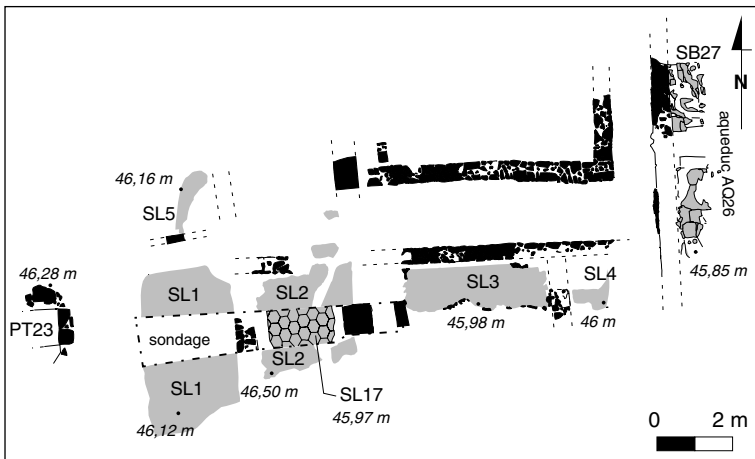 SB27
N
aqueduc AQ26
46,16 m
SL5
46,28 m
PT23
SL1
SL2
SL3
SL4
45,85 m
sondage
45,98 m
46 m
SL2
SL1
46,50 m
SL17
46,12 m
45,97 m
0 2 m